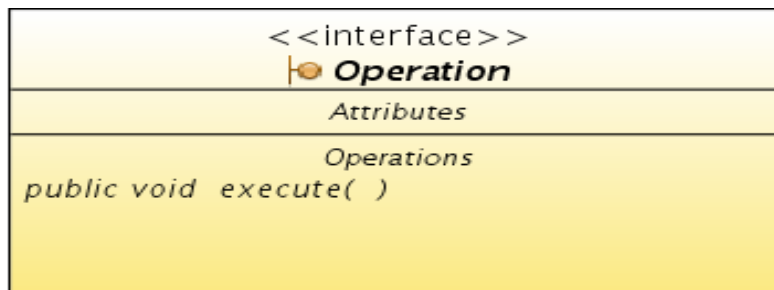 <<interface>>
Operation
Attributes
Operations
public void execute( )